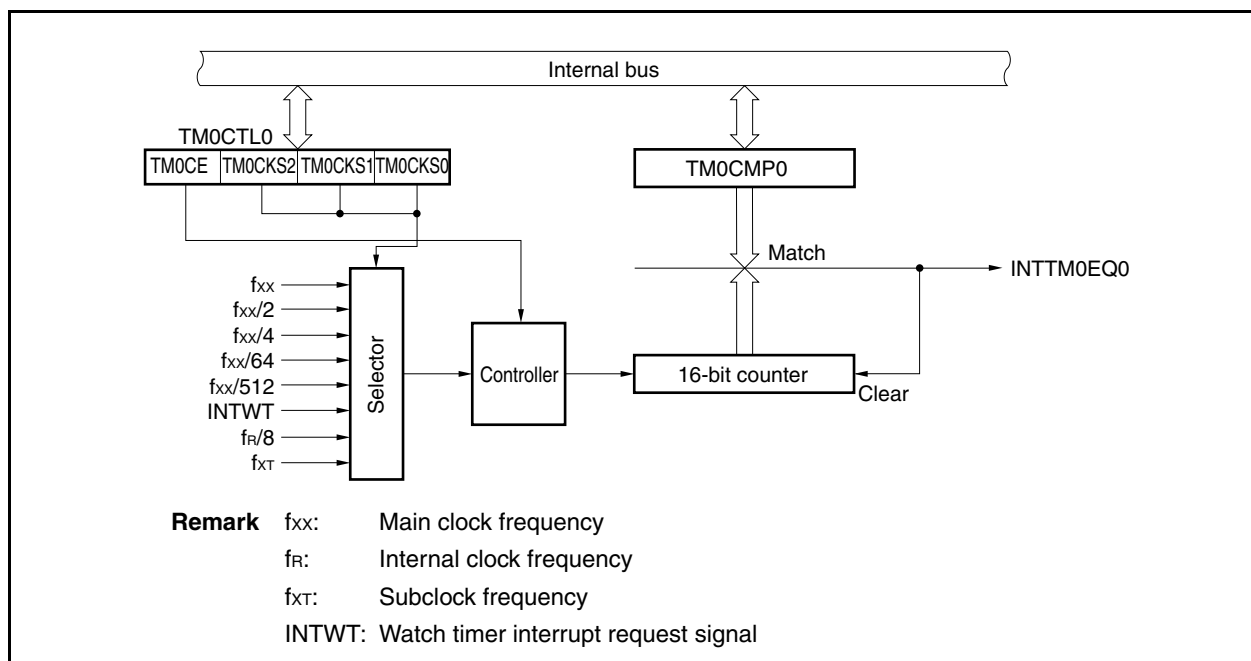 Internal bus
TM0CTL0
TM0CE TM0CKS2 TM0CKS1 TM0CKS0
TM0CMP0
Match
INTTM0EQ0
fXX
fXX/2
fXX/4
fXX/64
fXX/512
INTWT
fR/8
fXT
Selector
Controller
16-bit counter
Clear
Remark fXX: Main clock frequency
fR: Internal clock frequency
fXT: Subclock frequency
INTWT: Watch timer interrupt request signal